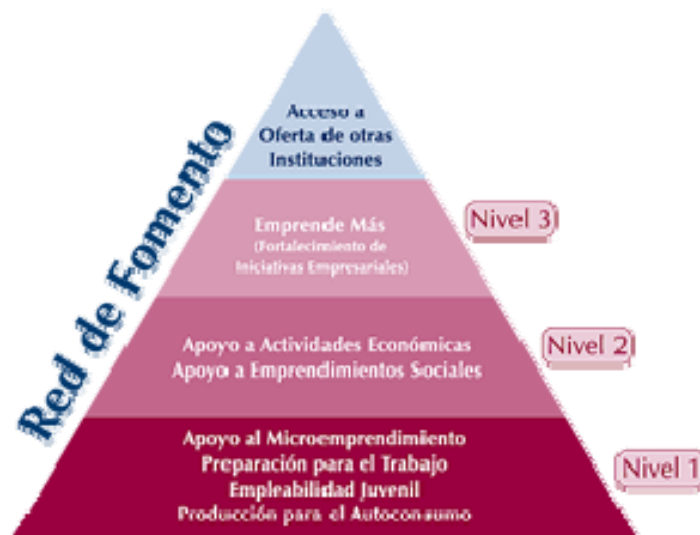 Red de Fomento
Acceso a
Oferta de otras
Instituciones
Emprende Más
(Fortalecimiento de
Iniciativas Empresariales)
Nivel 3
Apoyo a Actividades Económicas
Apoyo a Emprendimientos Sociales
Nivel 2
Apoyo al Microemprendimiento
Preparación para el Trabajo
Empleabilidad Juvenil
Producción para el Autoconsumo
Nivel 1